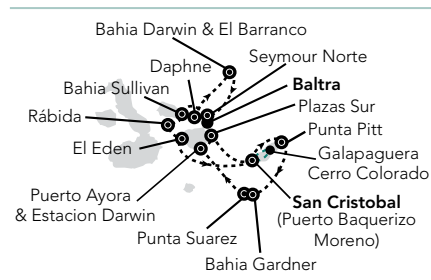 Bahia Darwin & El Barranco
Daphne
Seymour Norte
Bahia Sullivan
Baltra
Plazas Sur
Rábida
Punta Pitt
El Eden
Galapaguera
Cerro Colorado
Puerto Ayora
& Estacion Darwin
San Cristobal
(Puerto Baquerizo
Moreno)
Punta Suarez
Bahia Gardner